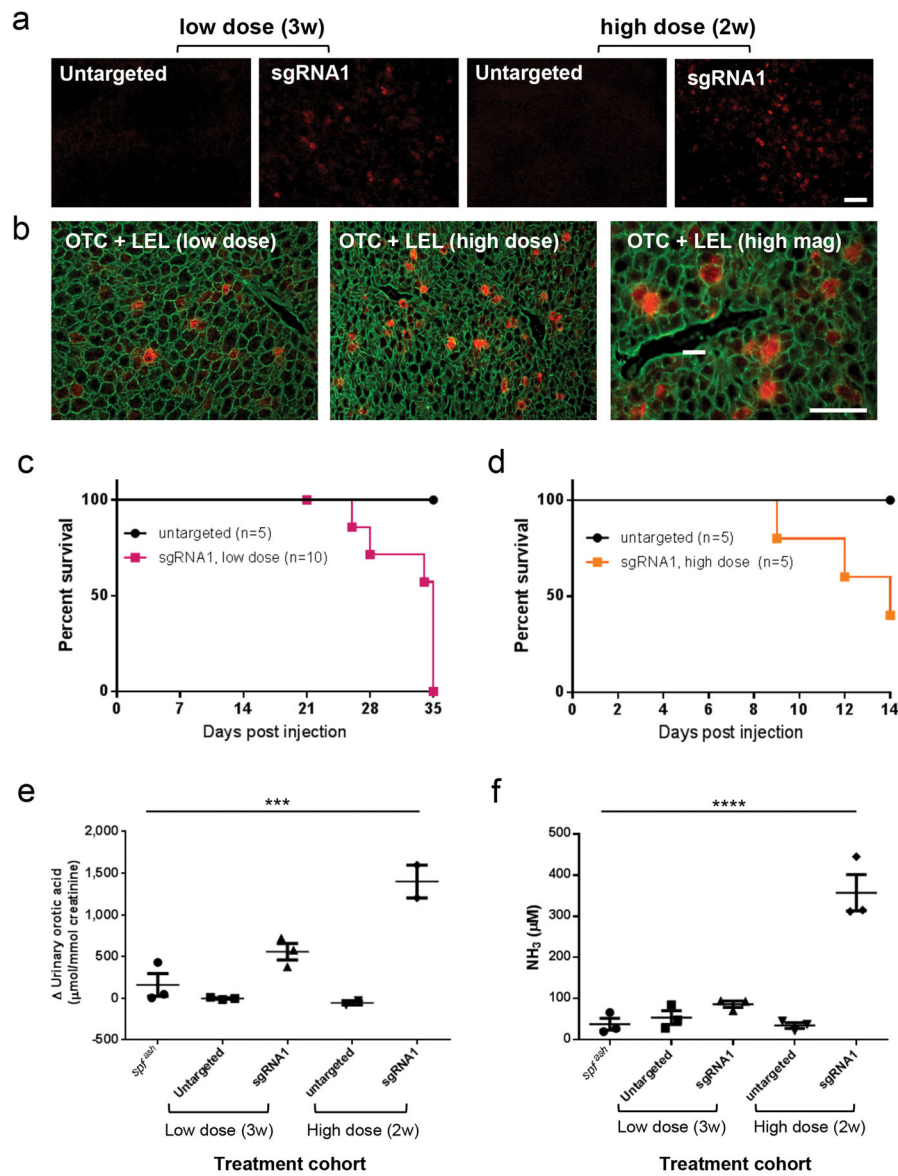 a
low dose (3w) high dose (2w)
Untargeted sgRNA1 Untargeted sgRNA1
b
OTC + LEL (low dose) OTC + LEL (high dose) OTC + LEL (high mag)
c
Percent survival
100
50
0
untargeted (n=5)
sgRNA1, low dose (n=10)
0 7 14 21 28 35
Days post injection
d
Percent survival
100
50
0
untargeted (n=5)
sgRNA1, high dose (n=5)
0 2 4 6 8 10 12 14
Days post injection
e
Δ Urinary orotic acid
(μmol/mmol creatinine)
2,000
1,500
1,000
500
0
-500
***
spf ash
Untargeted
sgRNA1
untargeted
sgRNA1
Low dose (3w) High dose (2w)
Treatment cohort
f
NH3 (μM)
500
400
300
200
100
0
****
spf ash
Untargeted
sgRNA1
untargeted
sgRNA1
Low dose (3w) High dose (2w)
Treatment cohort